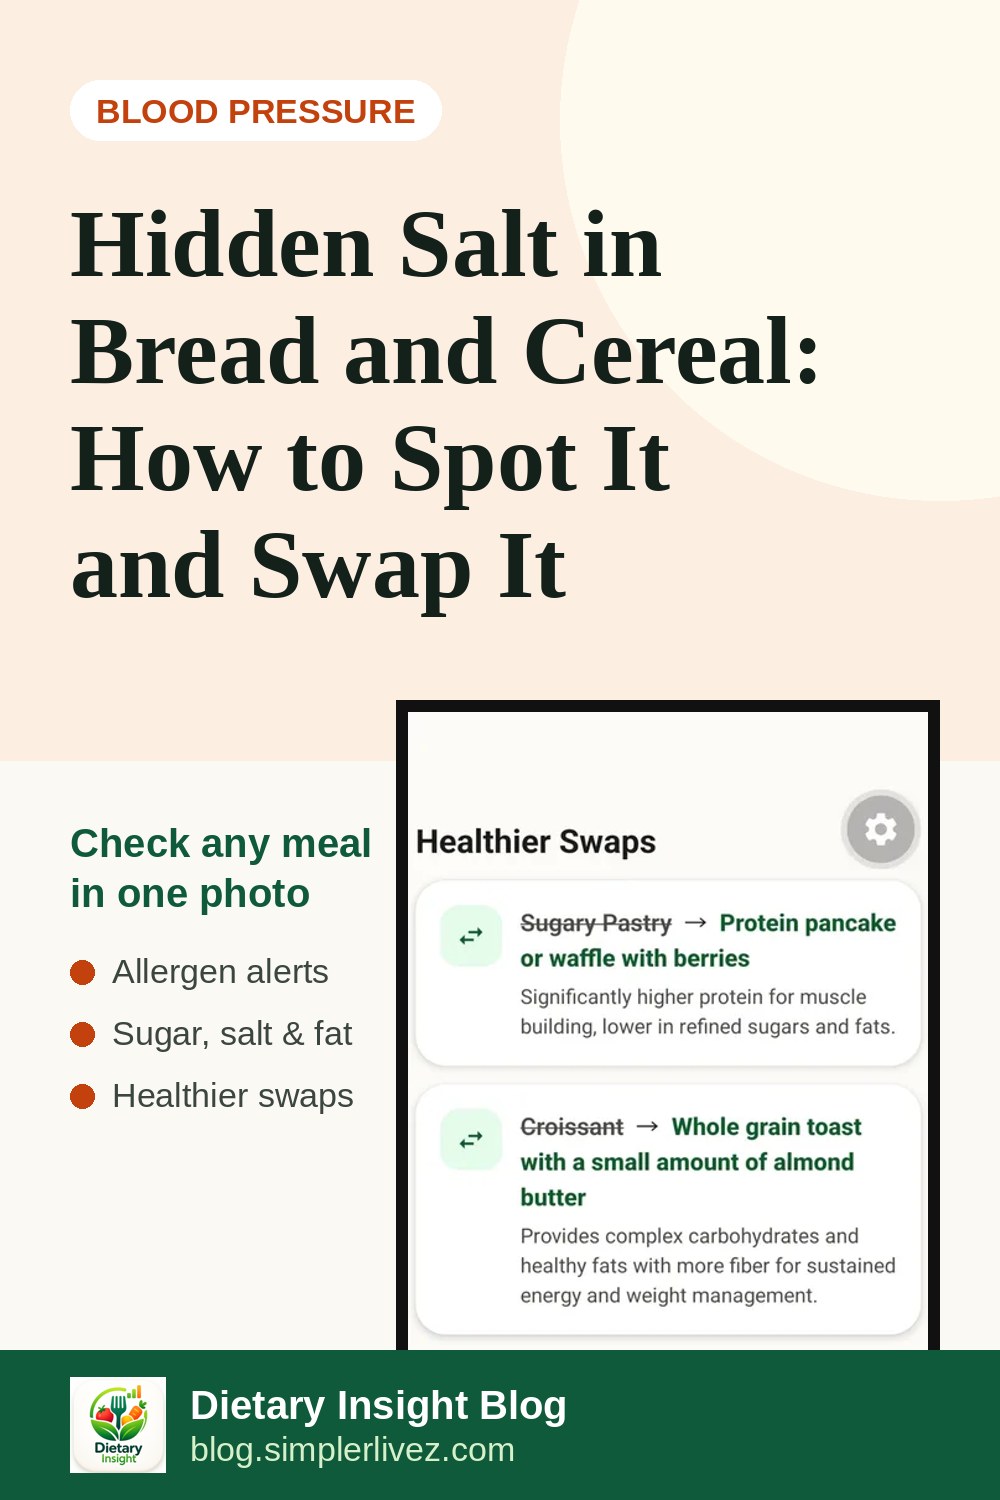 BLOOD PRESSURE
Hidden Salt in
Bread and Cereal:
How to Spot It
and Swap It
Check any meal
in one photo
Allergen alerts
Sugar, salt & fat
Healthier swaps
Healthier Swaps
Sugary Pastry → Protein pancake
or waffle with berries
Significantly higher protein for muscle
building, lower in refined sugars and fats.
Croissant → Whole grain toast
with a small amount of almond
butter
Provides complex carbohydrates and
healthy fats with more fiber for sustained
energy and weight management.
Dietary
Insight
Dietary Insight Blog
blog.simplerlivez.com